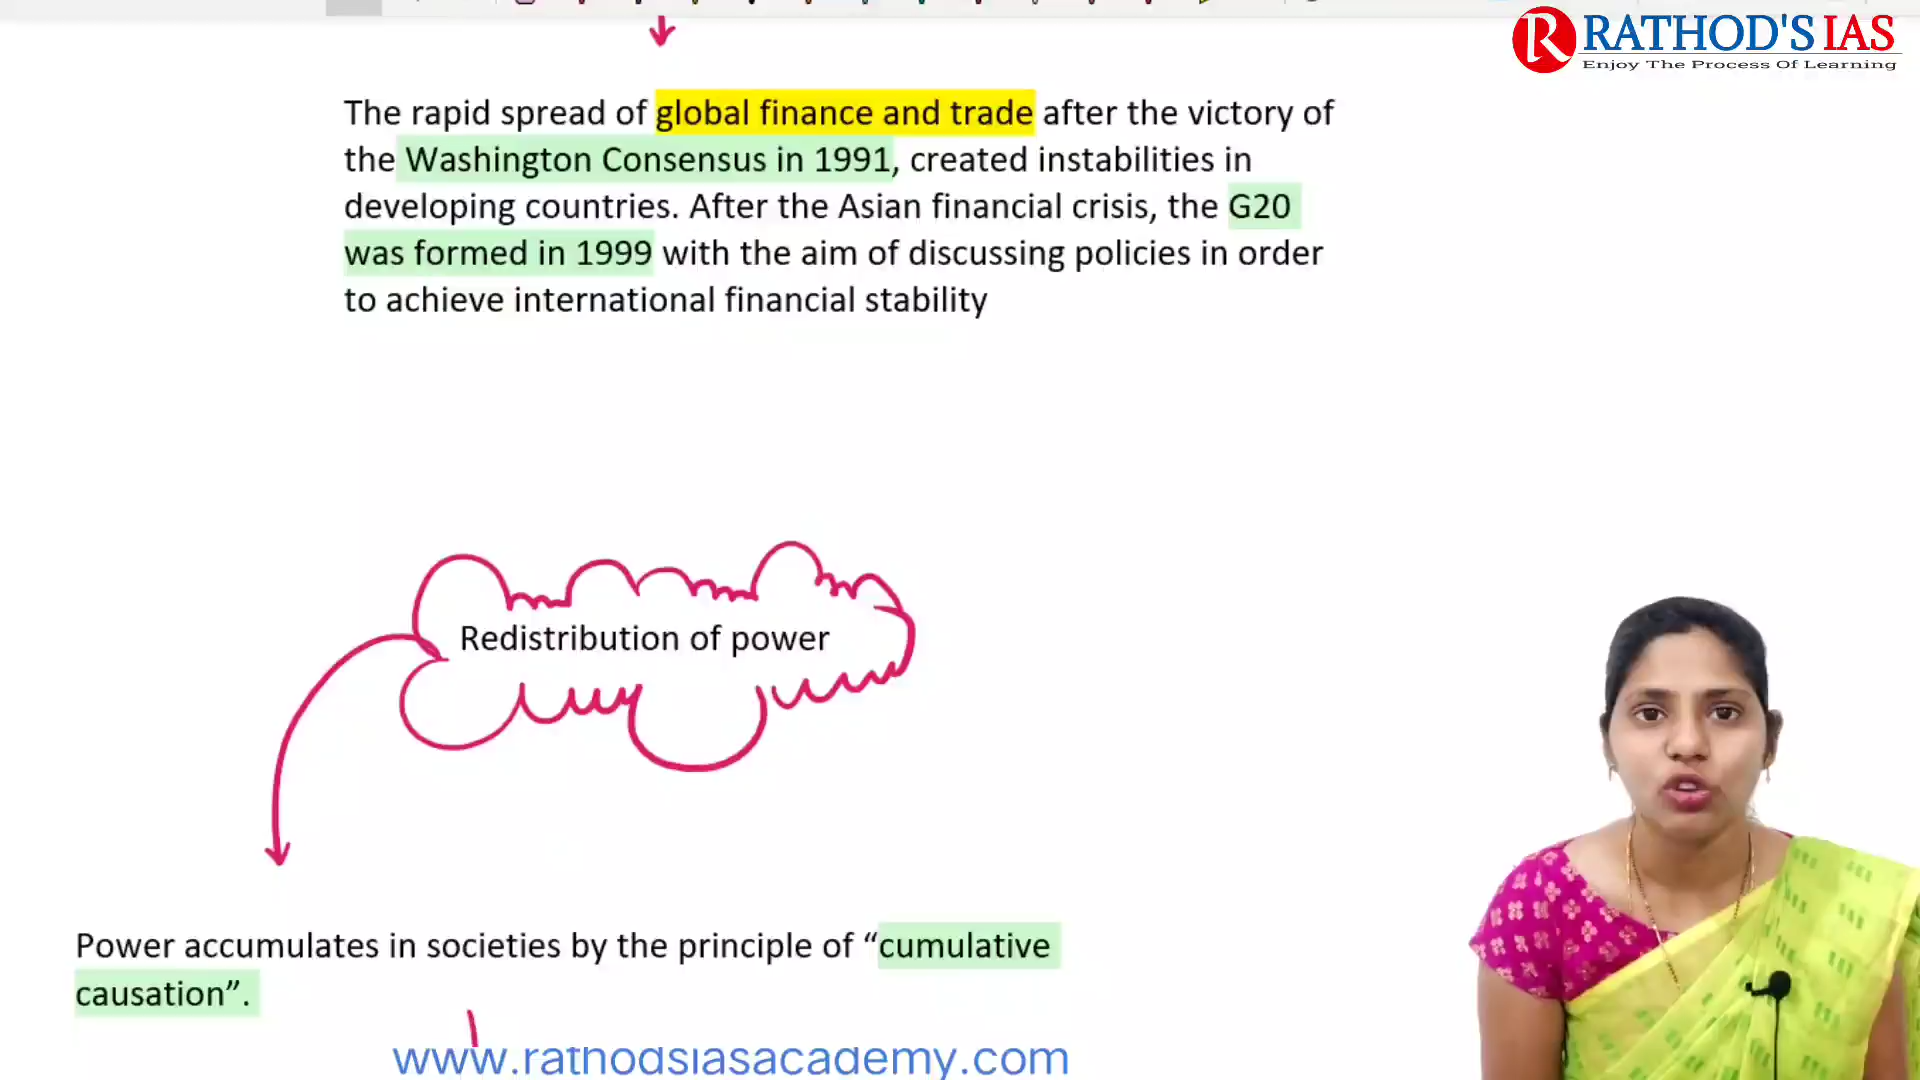 RATHOD'S IAS
Enjoy The Process Of Learning
The rapid spread of global finance and trade after the victory of
the Washington Consensus in 1991, created instabilities in
developing countries. After the Asian financial crisis, the G20
was formed in 1999 with the aim of discussing policies in order
to achieve international financial stability
Redistribution of power
Power accumulates in societies by the principle of “cumulative
causation”.
www.rathodsiasacademy.com